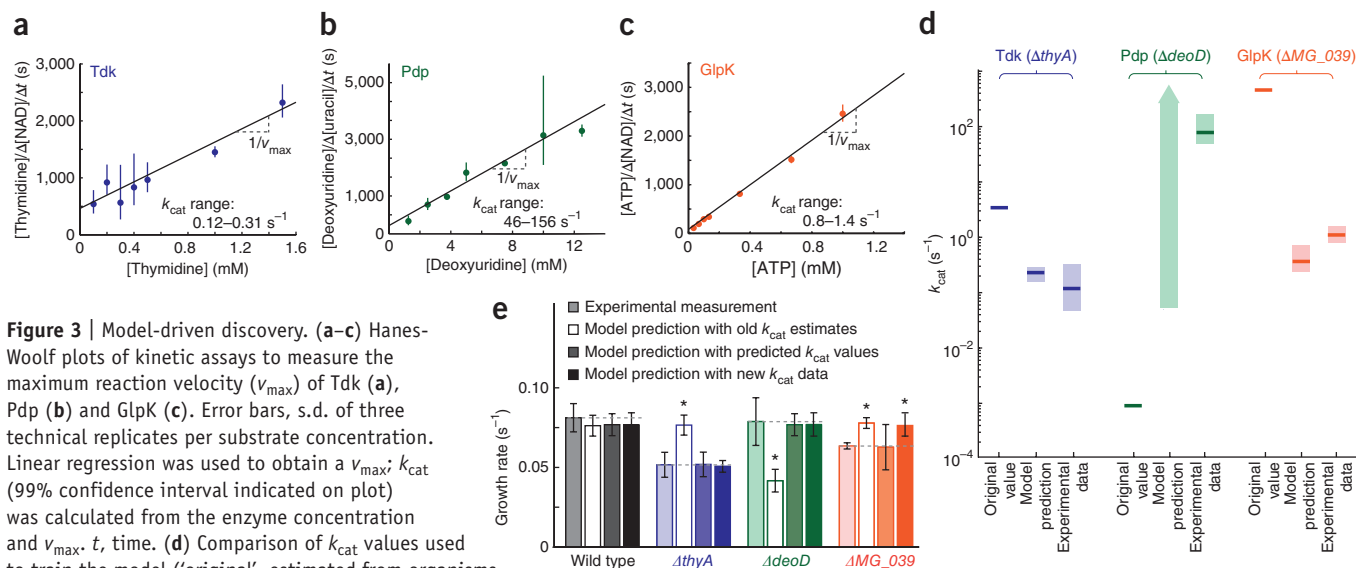 a
Tdk
[Thymidine]/Δ[NAD]/Δt (s)
3,000
2,000
1,000
0
1/vmax
kcat range:
0.12–0.31 s−1
0 0.4 0.8 1.2 1.6
[Thymidine] (mM)
b
Pdp
[Deoxyuridine]/Δ[uracil]/Δt (s)
5,000
3,000
1,000
0
1/vmax
kcat range:
46–156 s−1
0 4 8 12
[Deoxyuridine] (mM)
c
GlpK
[ATP]/Δ[NAD]/Δt (s)
3,000
2,000
1,000
0
1/vmax
kcat range:
0.8–1.4 s−1
0 0.4 0.8 1.2
[ATP] (mM)
d
Tdk (ΔthyA)
Pdp (ΔdeoD)
GlpK (ΔMG_039)
kcat (s−1)
102
100
10−2
10−4
Original value
Model prediction
Experimental data
Original value
Model prediction
Experimental data
Original value
Model prediction
Experimental data
Figure 3 | Model-driven discovery. (a–c) Hanes-
Woolf plots of kinetic assays to measure the
maximum reaction velocity (vmax) of Tdk (a),
Pdp (b) and GlpK (c). Error bars, s.d. of three
technical replicates per substrate concentration.
Linear regression was used to obtain a vmax; kcat
(99% confidence interval indicated on plot)
was calculated from the enzyme concentration
and vmax. t, time. (d) Comparison of kcat values used
e
Experimental measurement
Model prediction with old kcat estimates
Model prediction with predicted kcat values
Model prediction with new kcat data
Growth rate (s−1)
0.10
0.05
0
*
*
*
*
Wild type
ΔthyA
ΔdeoD
ΔMG_039